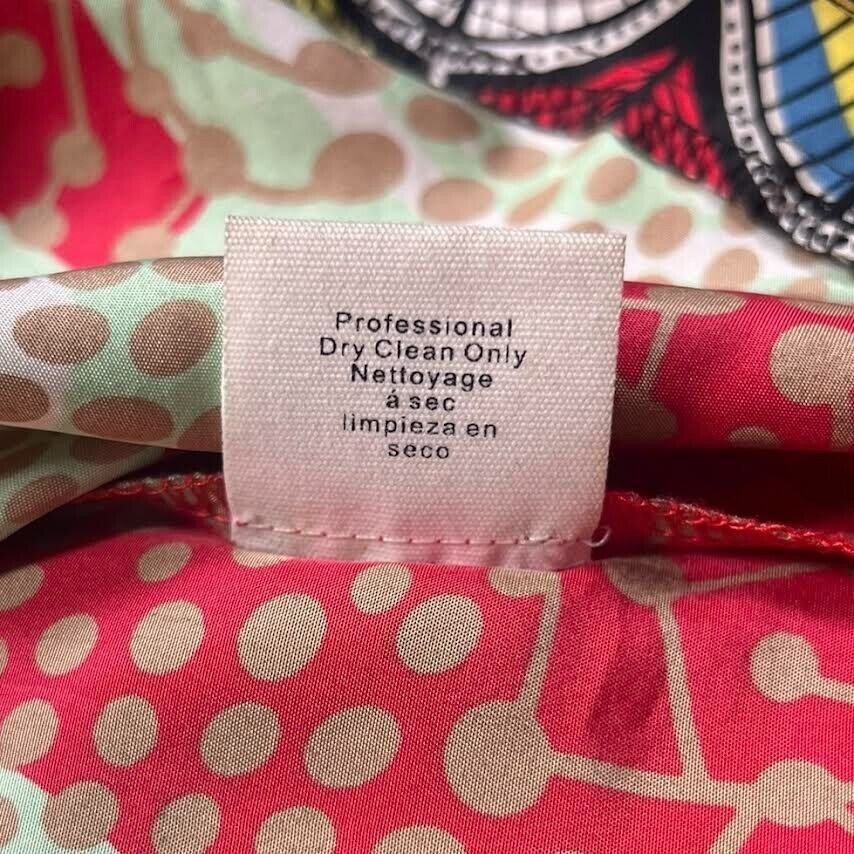 Professional
Dry Clean Only
Nettoyage
á sec
limpieza en
seco